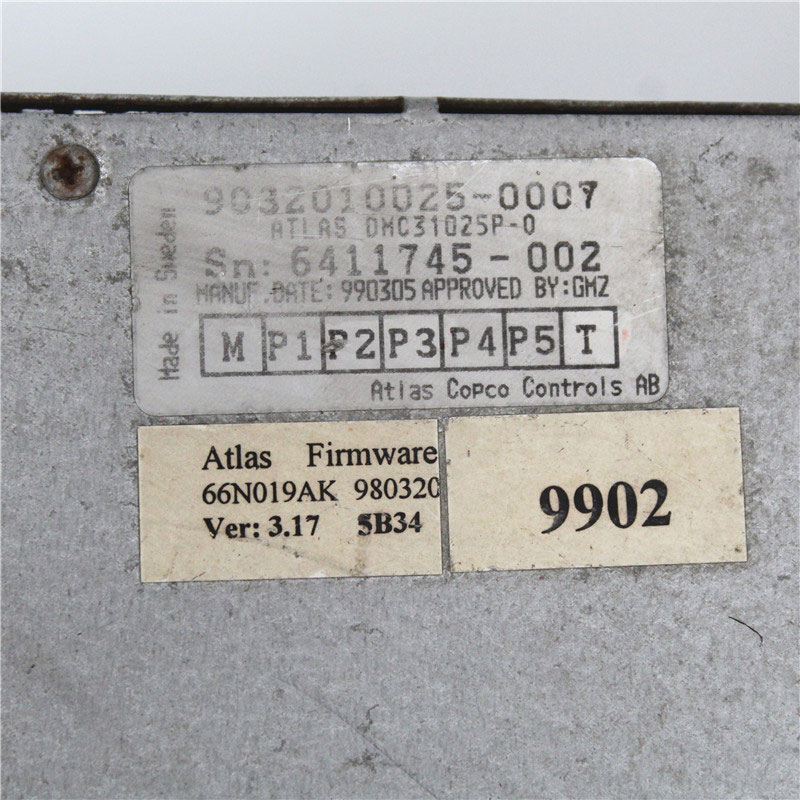 9032010025-0007
ATLAS DMC31025P-O
Sn: 6411745-002
MANUF.DATE: 990305 APPROVED BY:GMZ
M P1 P2 P3 P4 P5 T
Atlas Copco Controls AB
Made in Sweden
Atlas Firmware
66N019AK 980320
Ver: 3.17 SB34
9902